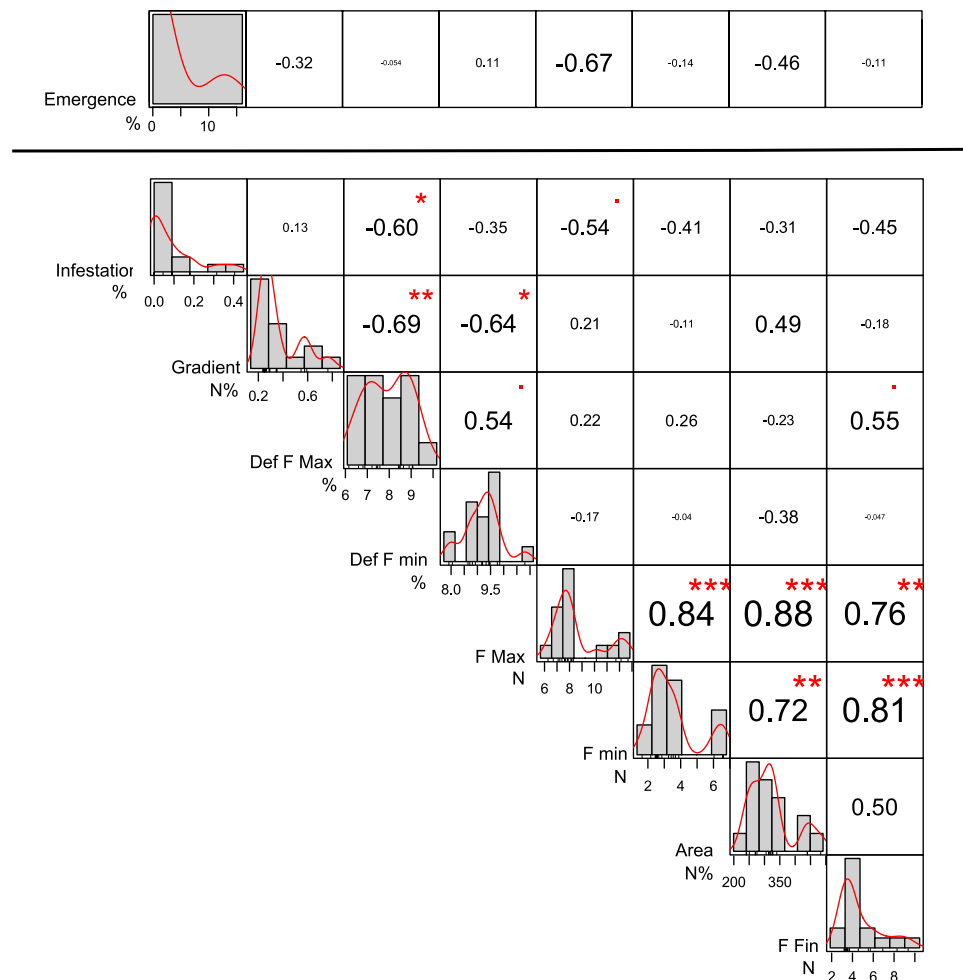 -0.32 -0.054 0.11 -0.67 -0.14 -0.46 -0.11
Emergence
% 0 10
* .
0.13 -0.60 -0.35 -0.54 -0.41 -0.31 -0.45
Infestation
% 0.0 0.2 0.4
** *
-0.69 -0.64 0.21 -0.11 0.49 -0.18
Gradient
N% 0.2 0.6
. .
0.54 0.22 0.26 -0.23 0.55
Def F Max
% 6 7 8 9
-0.17 -0.04 -0.38 -0.047
Def F min
% 8.0 9.5
*** *** **
0.84 0.88 0.76
F Max
N 6 8 10
** ***
0.72 0.81
F min
N 2 4 6
0.50
Area
N% 200 350
F Fin
N 2 4 6 8